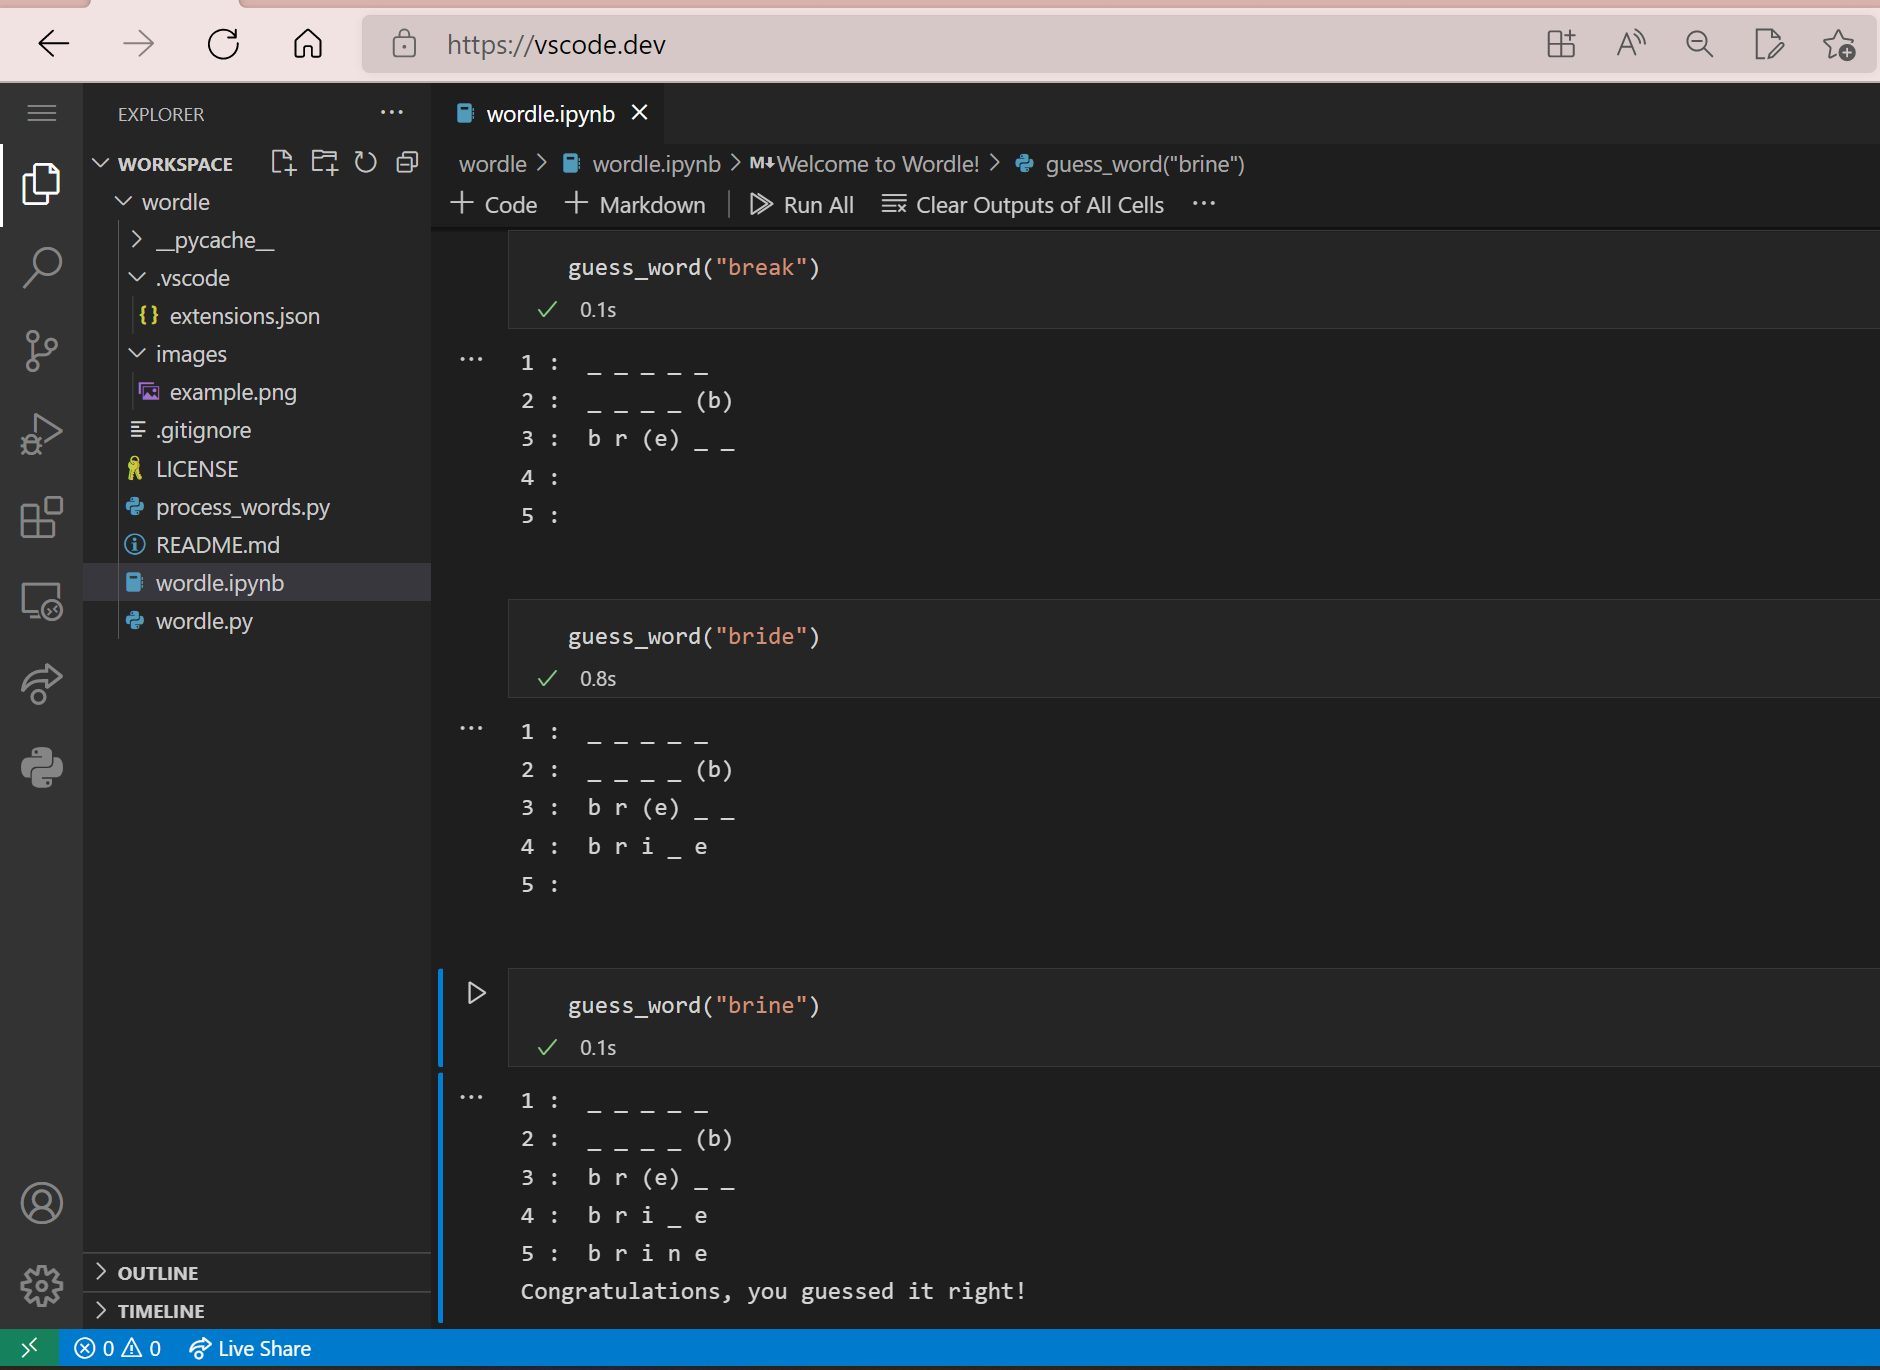 https://vscode.dev
EXPLORER
WORKSPACE
wordle
__pycache__
.vscode
{} extensions.json
images
example.png
.gitignore
LICENSE
process_words.py
README.md
wordle.ipynb
wordle.py
OUTLINE
TIMELINE
wordle.ipynb
wordle > wordle.ipynb > M↓Welcome to Wordle! > guess_word("brine")
+ Code + Markdown | Run All Clear Outputs of All Cells ...
guess_word("break")
0.1s
1 : _ _ _ _ _
2 : _ _ _ _ (b)
3 : b r (e) _ _
4 :
5 :
guess_word("bride")
0.8s
1 : _ _ _ _ _
2 : _ _ _ _ (b)
3 : b r (e) _ _
4 : b r i _ e
5 :
guess_word("brine")
0.1s
1 : _ _ _ _ _
2 : _ _ _ _ (b)
3 : b r (e) _ _
4 : b r i _ e
5 : b r i n e
Congratulations, you guessed it right!
0 0 Live Share